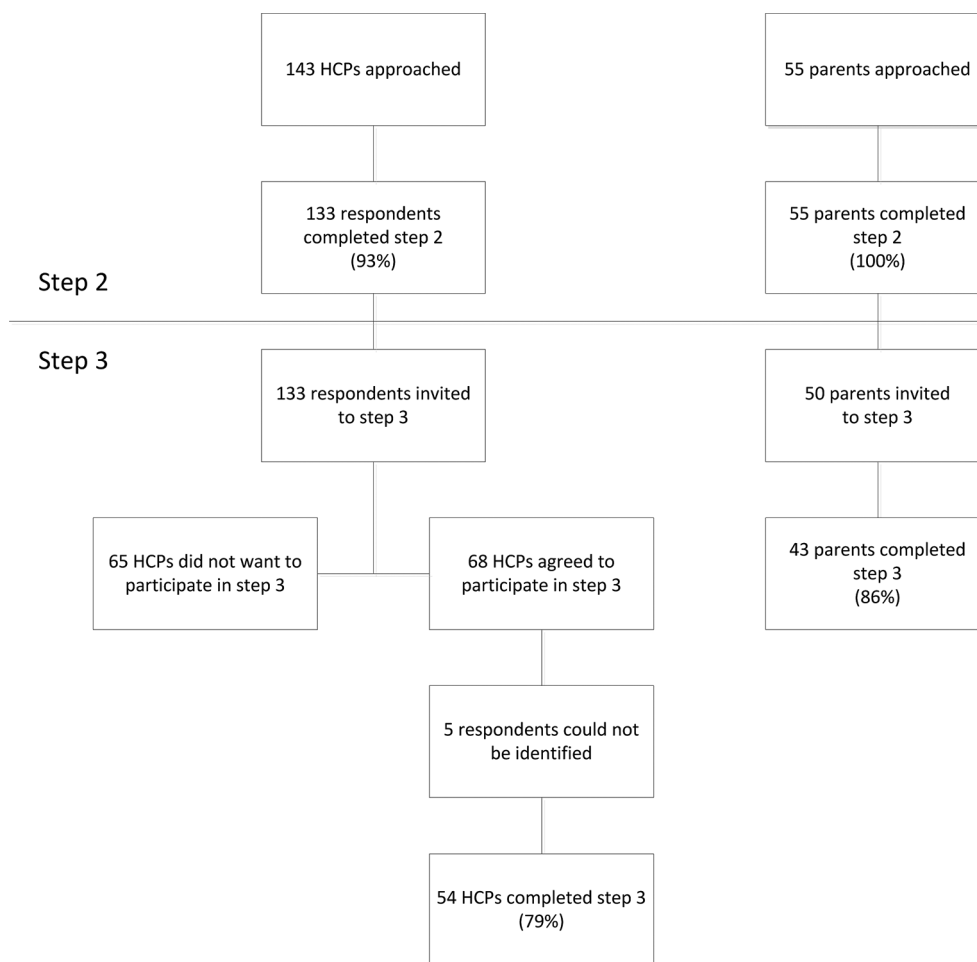 143 HCPs approached
55 parents approached
133 respondents
completed step 2
(93%)
55 parents completed
step 2
(100%)
Step 2
Step 3
133 respondents invited
to step 3
50 parents invited
to step 3
65 HCPs did not want to
participate in step 3
68 HCPs agreed to
participate in step 3
43 parents completed
step 3
(86%)
5 respondents could not
be identified
54 HCPs completed step 3
(79%)